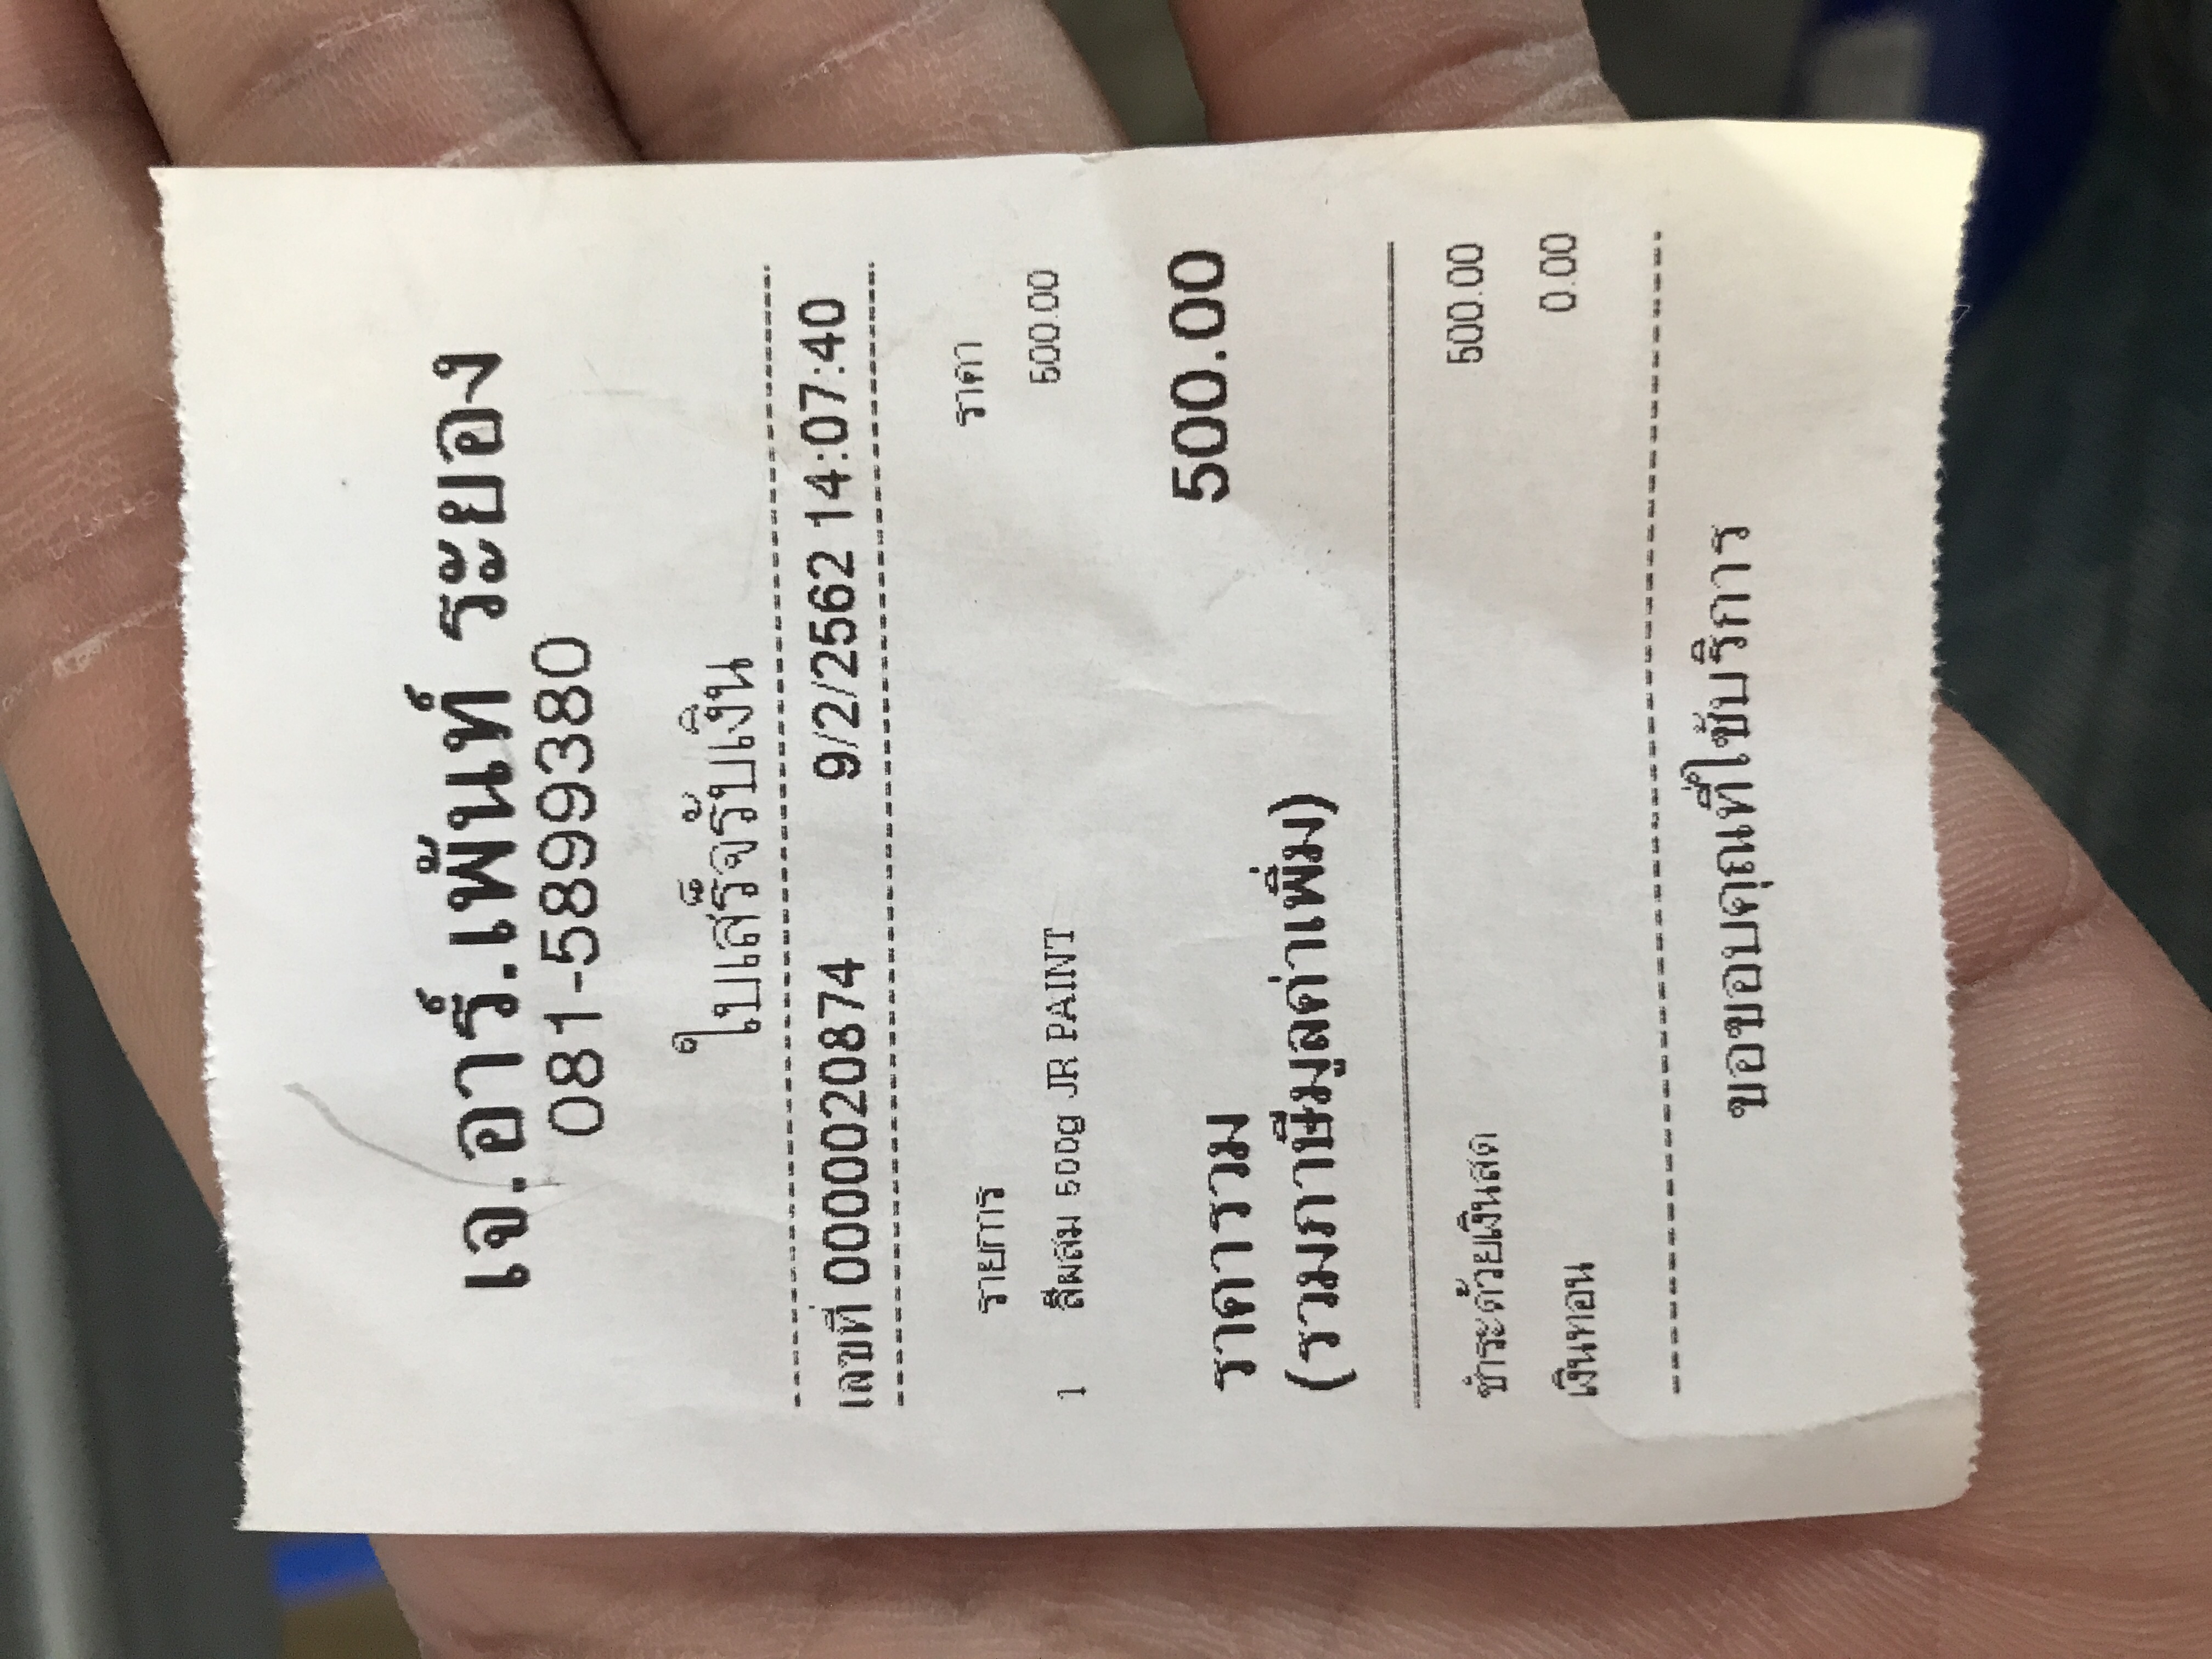 เจ.อาร์.เพ้นท์ ระยอง
081-5899380
ใบเสร็จรับเงิน
เลขที่ 0000020874 9/2/2562 14:07:40
รายการ ราคา
1 สีผสม 500g JR PAINT 500.00
ราคารวม 500.00
(รวมภาษีมูลค่าเพิ่ม)
ชำระด้วยเงินสด 500.00
เงินทอน 0.00
ขอขอบคุณที่ใช้บริการ